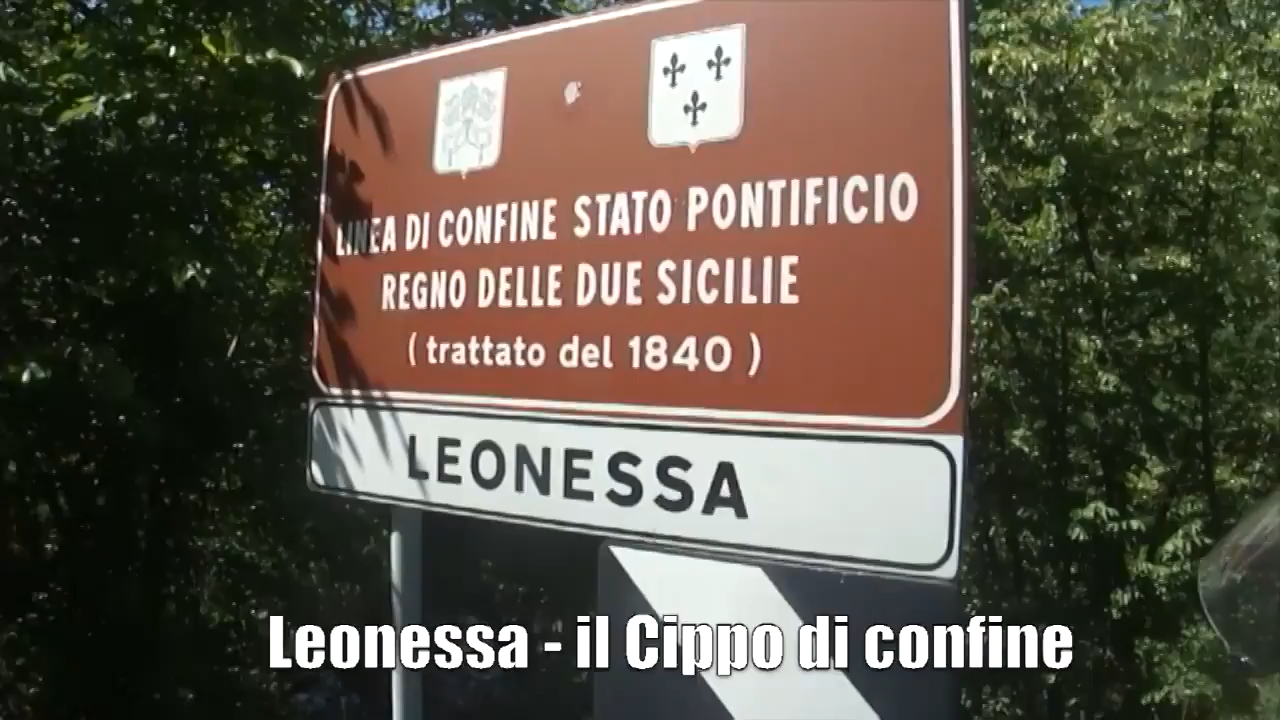 LINEA DI CONFINE STATO PONTIFICIO
REGNO DELLE DUE SICILIE
( trattato del 1840 )
LEONESSA
Leonessa - il Cippo di confine